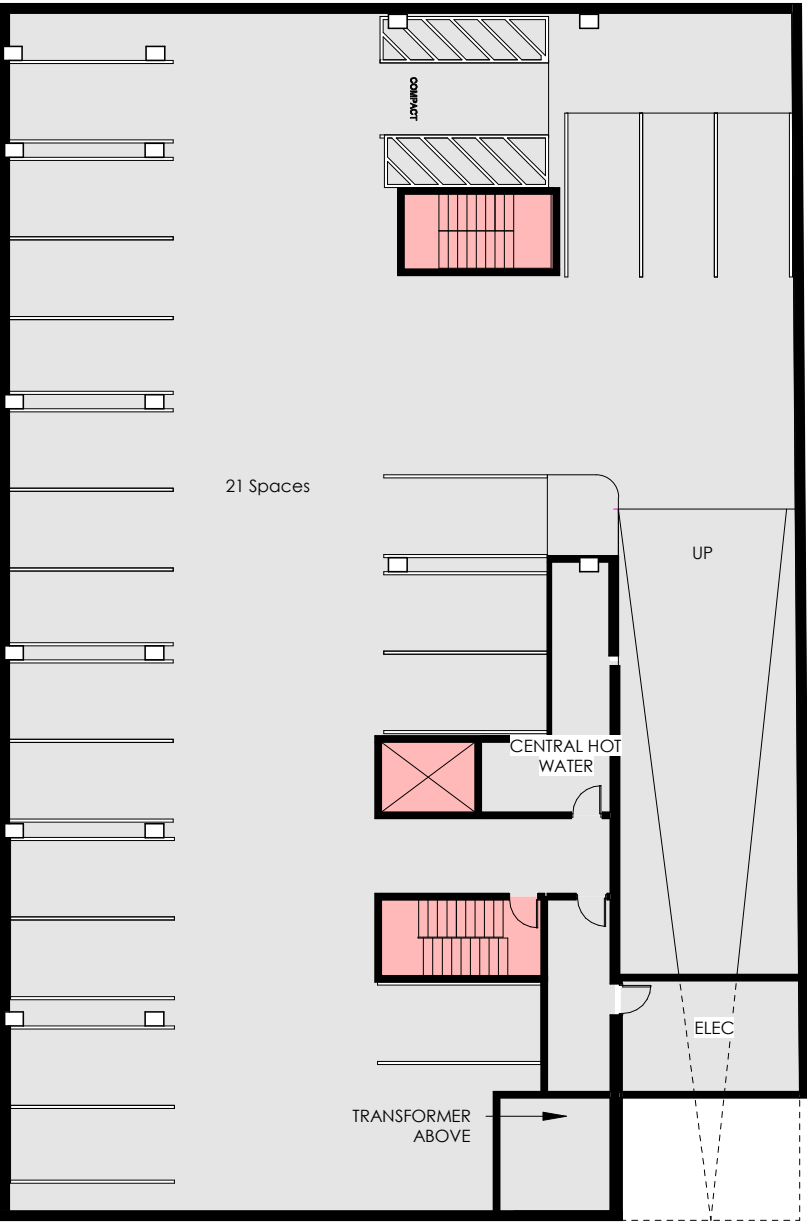 COMPACT
21 Spaces
UP
CENTRAL HOT
WATER
ELEC
TRANSFORMER
ABOVE